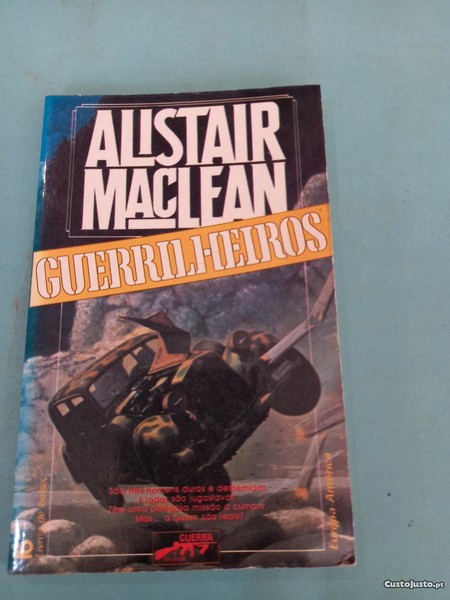 ALISTAIR
MACLEAN
GUERRILHEIROS
São três homens duros e destemidos
E todos são jugoslavos
Têm uma perigosa missão a cumprir
Mas... a quem são leais?
GUERRA
Livros de bolso
Europa-América
Custojusto.pt